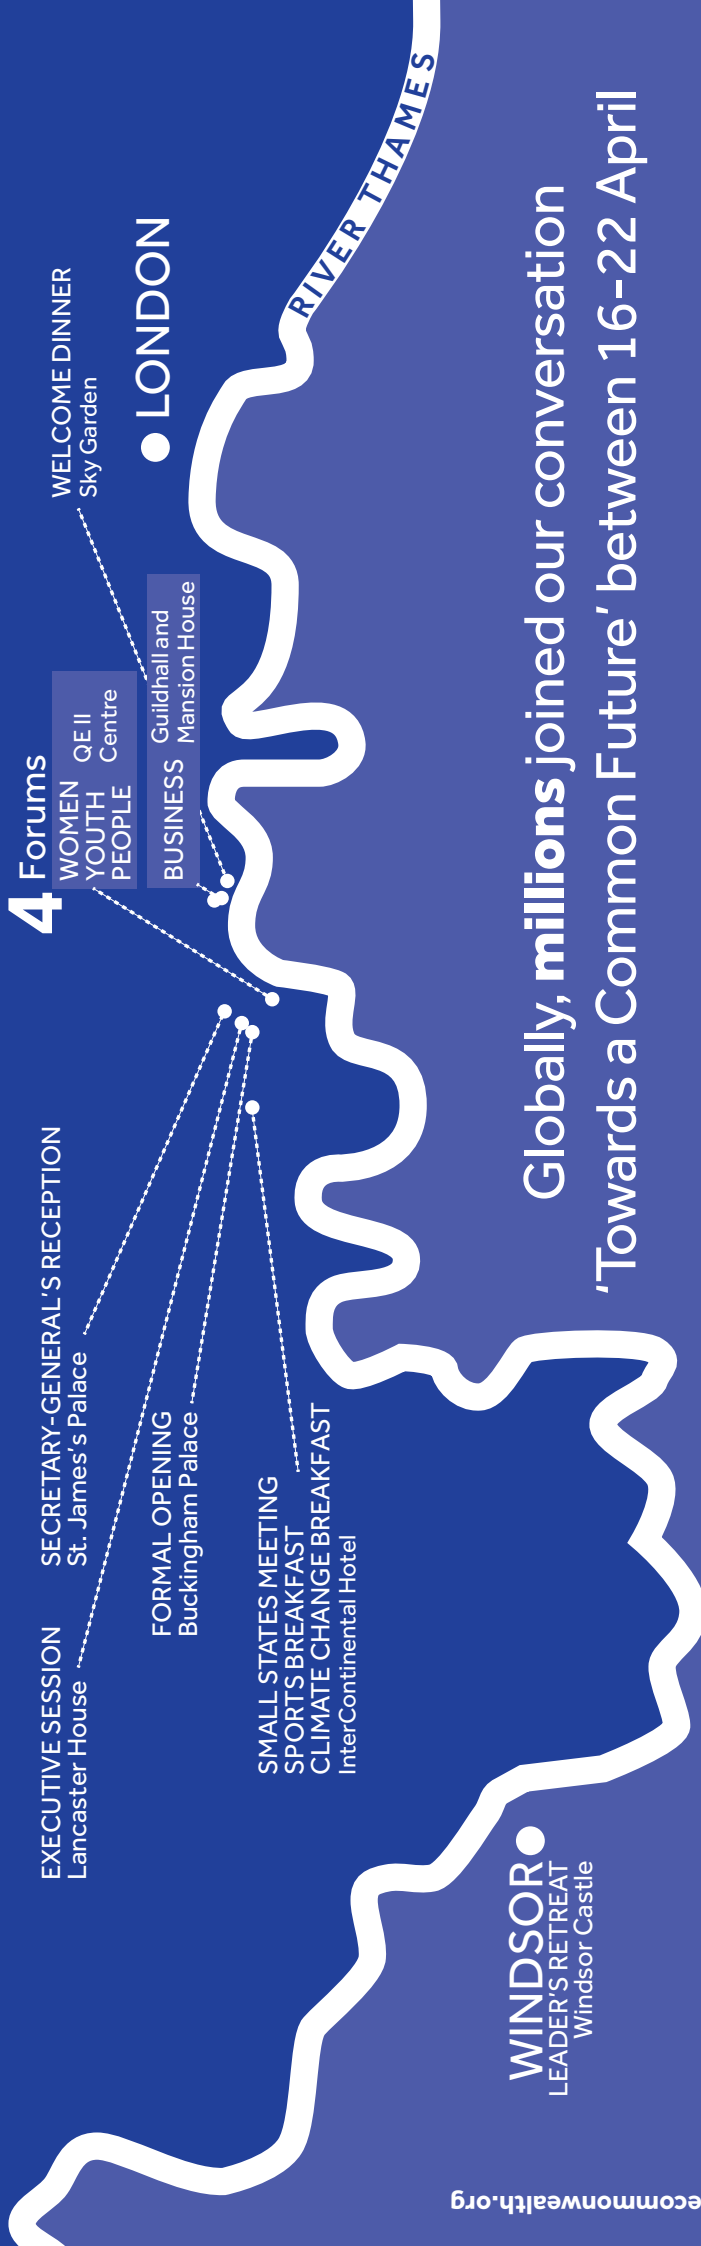 EXECUTIVE SESSION
Lancaster House
SECRETARY-GENERAL'S RECEPTION
St. James's Palace
FORMAL OPENING
Buckingham Palace
SMALL STATES MEETING
SPORTS BREAKFAST
CLIMATE CHANGE BREAKFAST
InterContinental Hotel
4 Forums
WOMEN
YOUTH
PEOPLE
QE II
Centre
BUSINESS
Guildhall and
Mansion House
WELCOME DINNER
Sky Garden
LONDON
RIVER THAMES
WINDSOR
LEADER'S RETREAT
Windsor Castle
Globally, millions joined our conversation
‘Towards a Common Future’ between 16–22 April
ecommonwealth.org